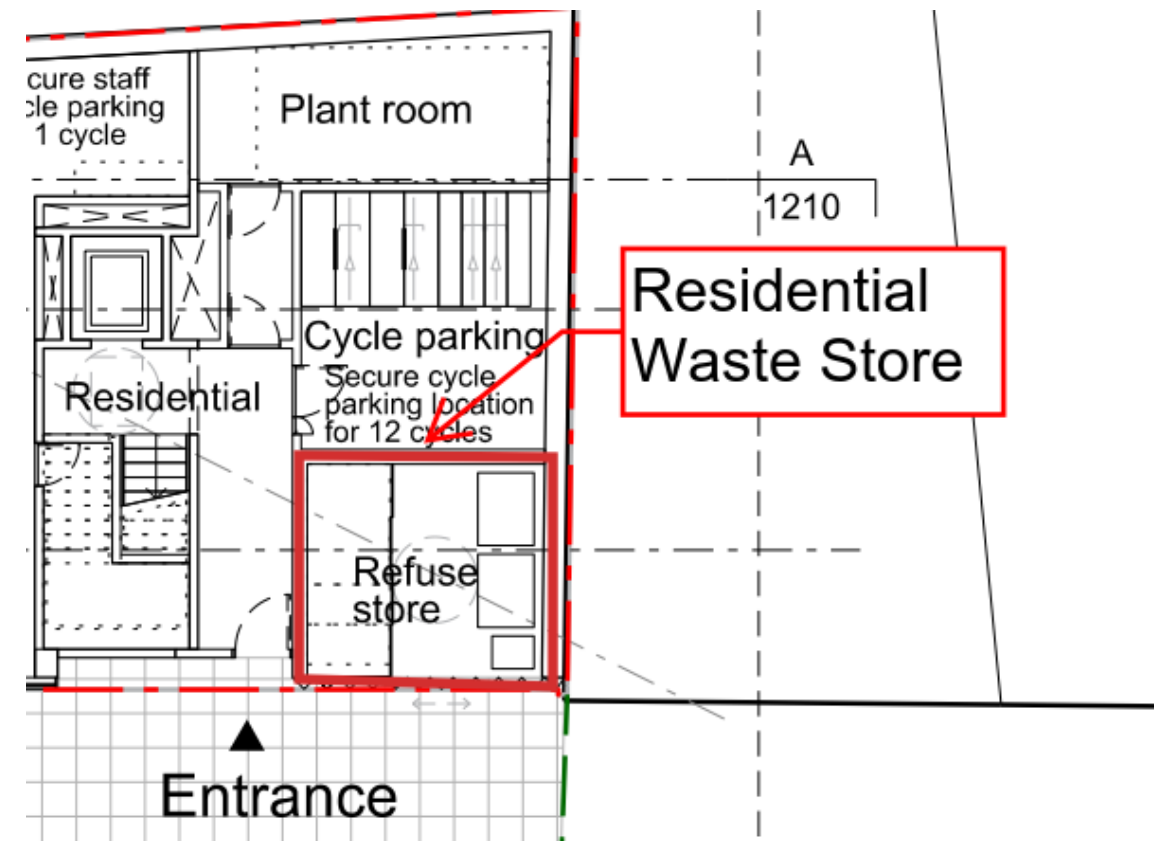 cure staff
cle parking
1 cycle
Plant room
A
1210
Residential
Waste Store
Cycle parking
Secure cycle
parking location
for 12 cycles
Residential
Refuse
store
Entrance